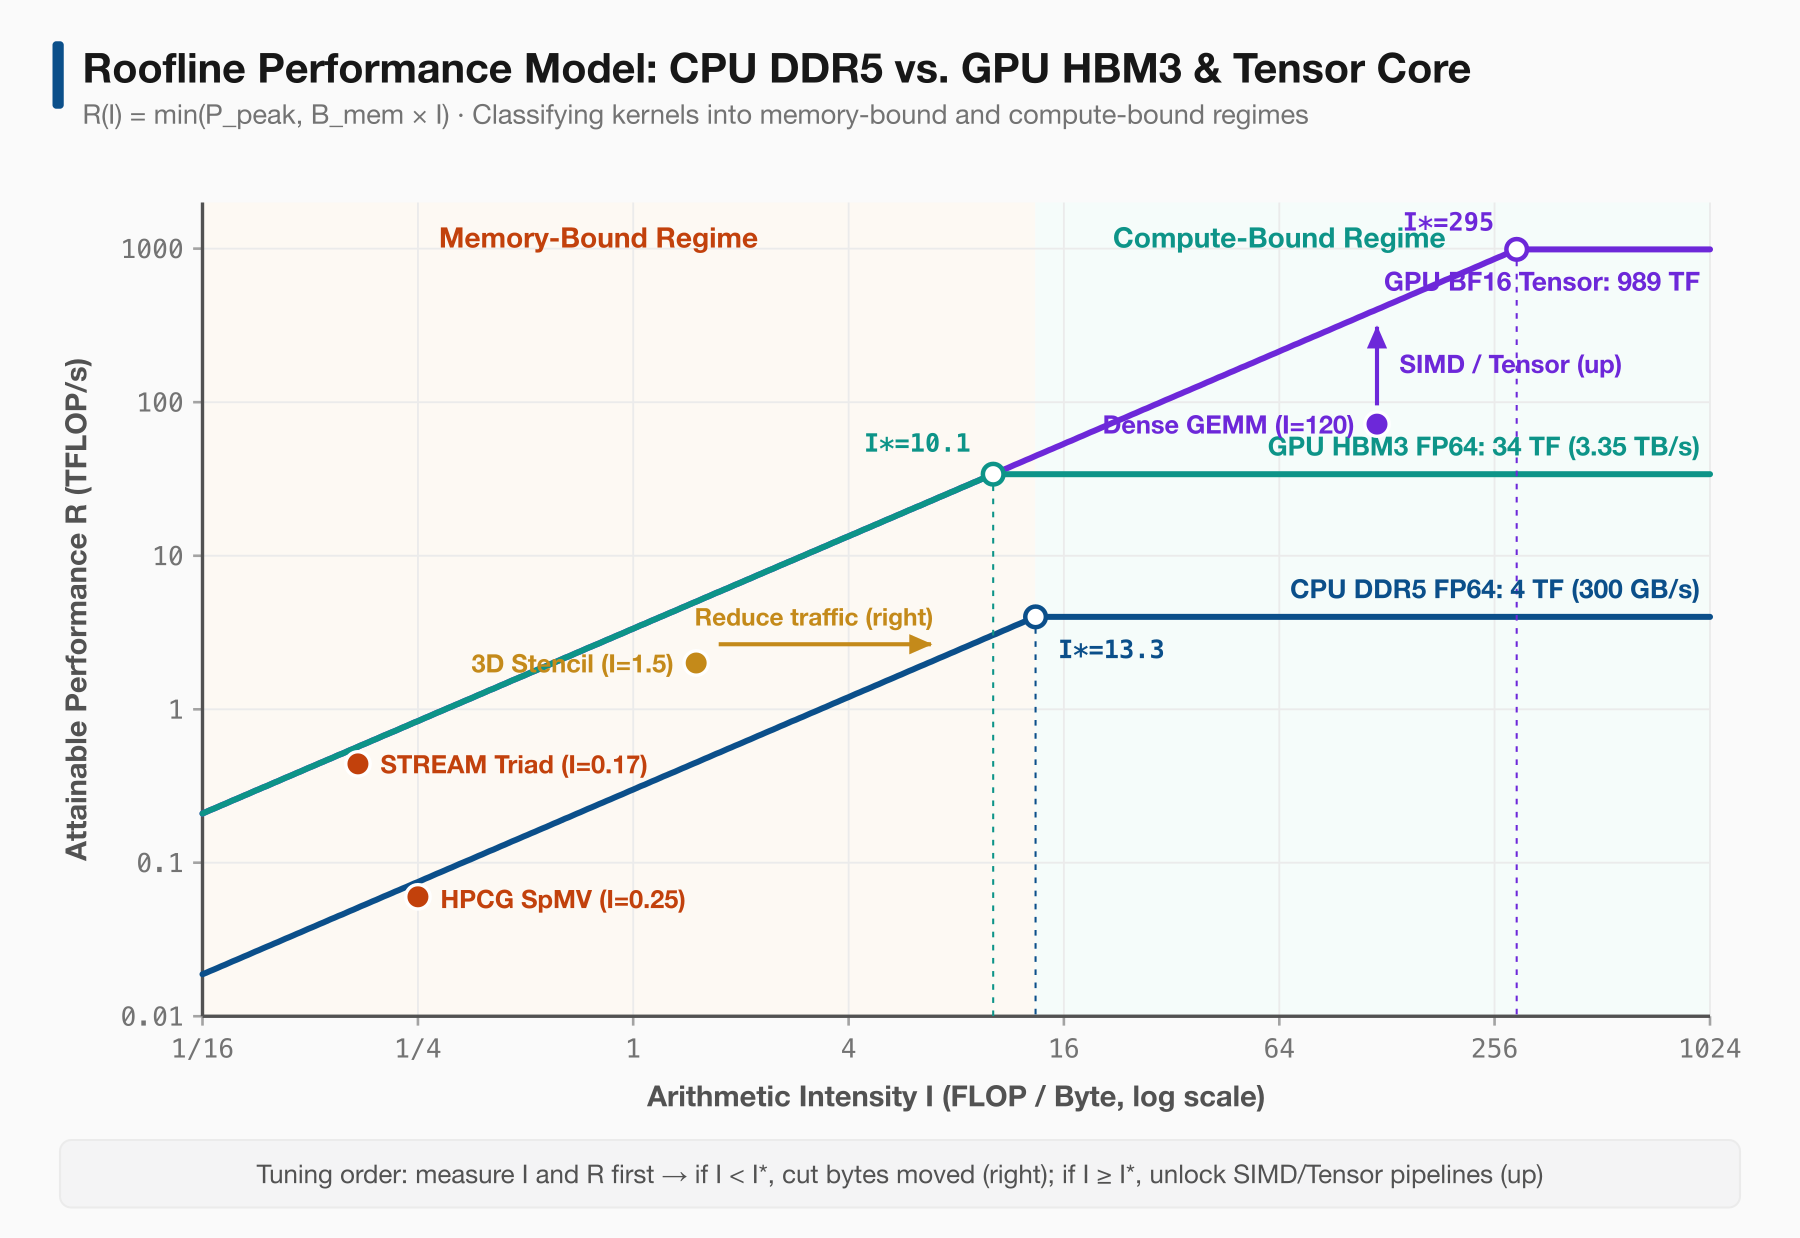 Roofline Performance Model: CPU DDR5 vs. GPU HBM3 & Tensor Core
R(I) = min(P_peak, B_mem × I) · Classifying kernels into memory-bound and compute-bound regimes
Memory-Bound Regime
Compute-Bound Regime
I*=295
GPU BF16 Tensor: 989 TF
SIMD / Tensor (up)
Dense GEMM (I=120)
GPU HBM3 FP64: 34 TF (3.35 TB/s)
I*=10.1
CPU DDR5 FP64: 4 TF (300 GB/s)
Reduce traffic (right)
I*=13.3
3D Stencil (I=1.5)
STREAM Triad (I=0.17)
HPCG SpMV (I=0.25)
Attainable Performance R (TFLOP/s)
1000
100
10
1
0.1
0.01
1/16 1/4 1 4 16 64 256 1024
Arithmetic Intensity I (FLOP / Byte, log scale)
Tuning order: measure I and R first → if I < I*, cut bytes moved (right); if I ≥ I*, unlock SIMD/Tensor pipelines (up)